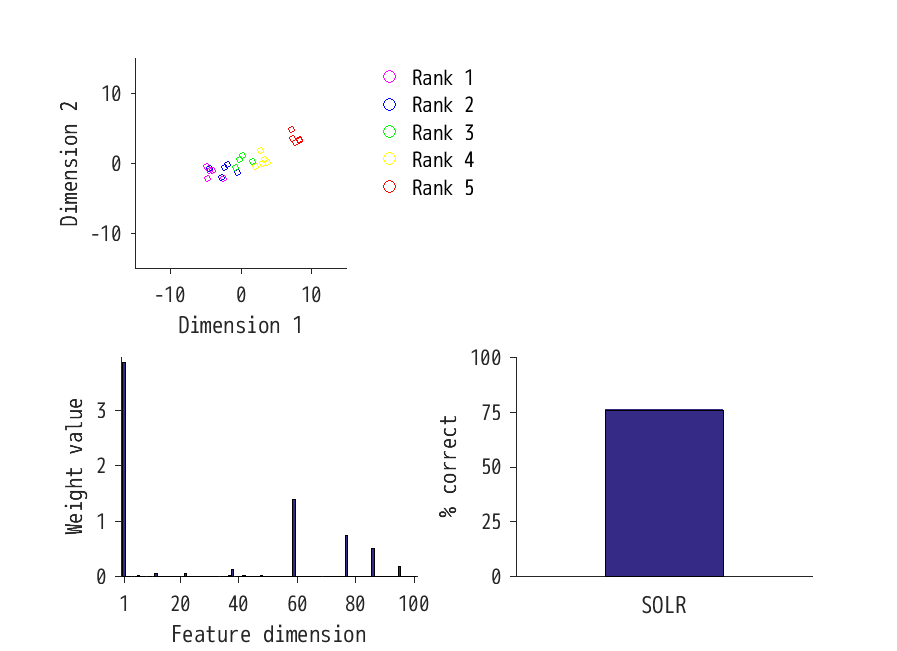 10
0
-10
Dimension 2
-10 0 10
Dimension 1
Rank 1
Rank 2
Rank 3
Rank 4
Rank 5
3
2
1
0
Weight value
1 20 40 60 80 100
Feature dimension
100
75
50
25
0
% correct
SOLR